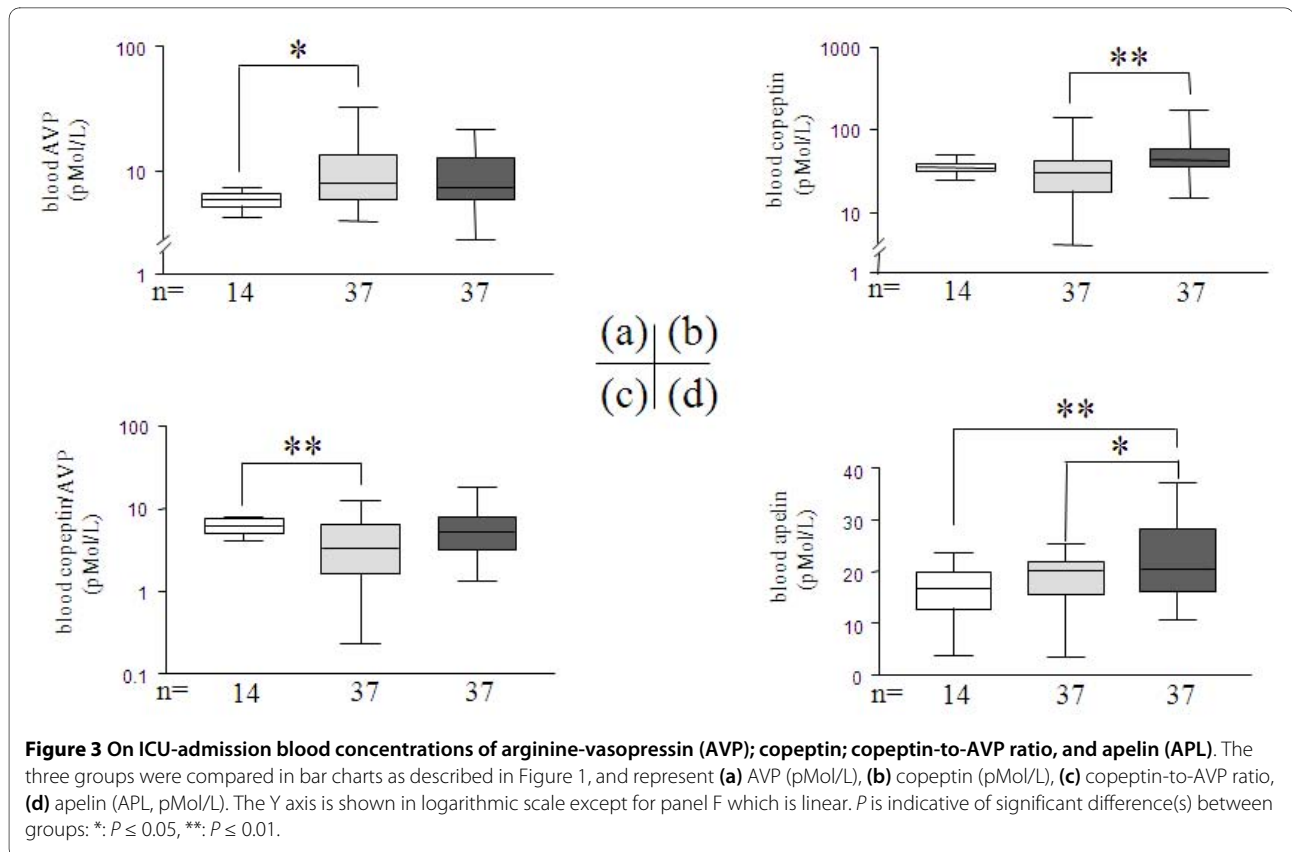 100
10
1
blood AVP
(pMol/L)
*
n= 14 37 37
1000
100
10
1
blood copeptin
(pMol/L)
**
n= 14 37 37
(a) (b)
(c) (d)
100
10
1
0.1
blood copeptin/AVP
(pMol/L)
**
n= 14 37 37
40
30
20
10
0
blood apelin
(pMol/L)
**
*
n= 14 37 37
Figure 3 On ICU-admission blood concentrations of arginine-vasopressin (AVP); copeptin; copeptin-to-AVP ratio, and apelin (APL). The
three groups were compared in bar charts as described in Figure 1, and represent (a) AVP (pMol/L), (b) copeptin (pMol/L), (c) copeptin-to-AVP ratio,
(d) apelin (APL, pMol/L). The Y axis is shown in logarithmic scale except for panel F which is linear. P is indicative of significant difference(s) between
groups: *: P ≤ 0.05, **: P ≤ 0.01.